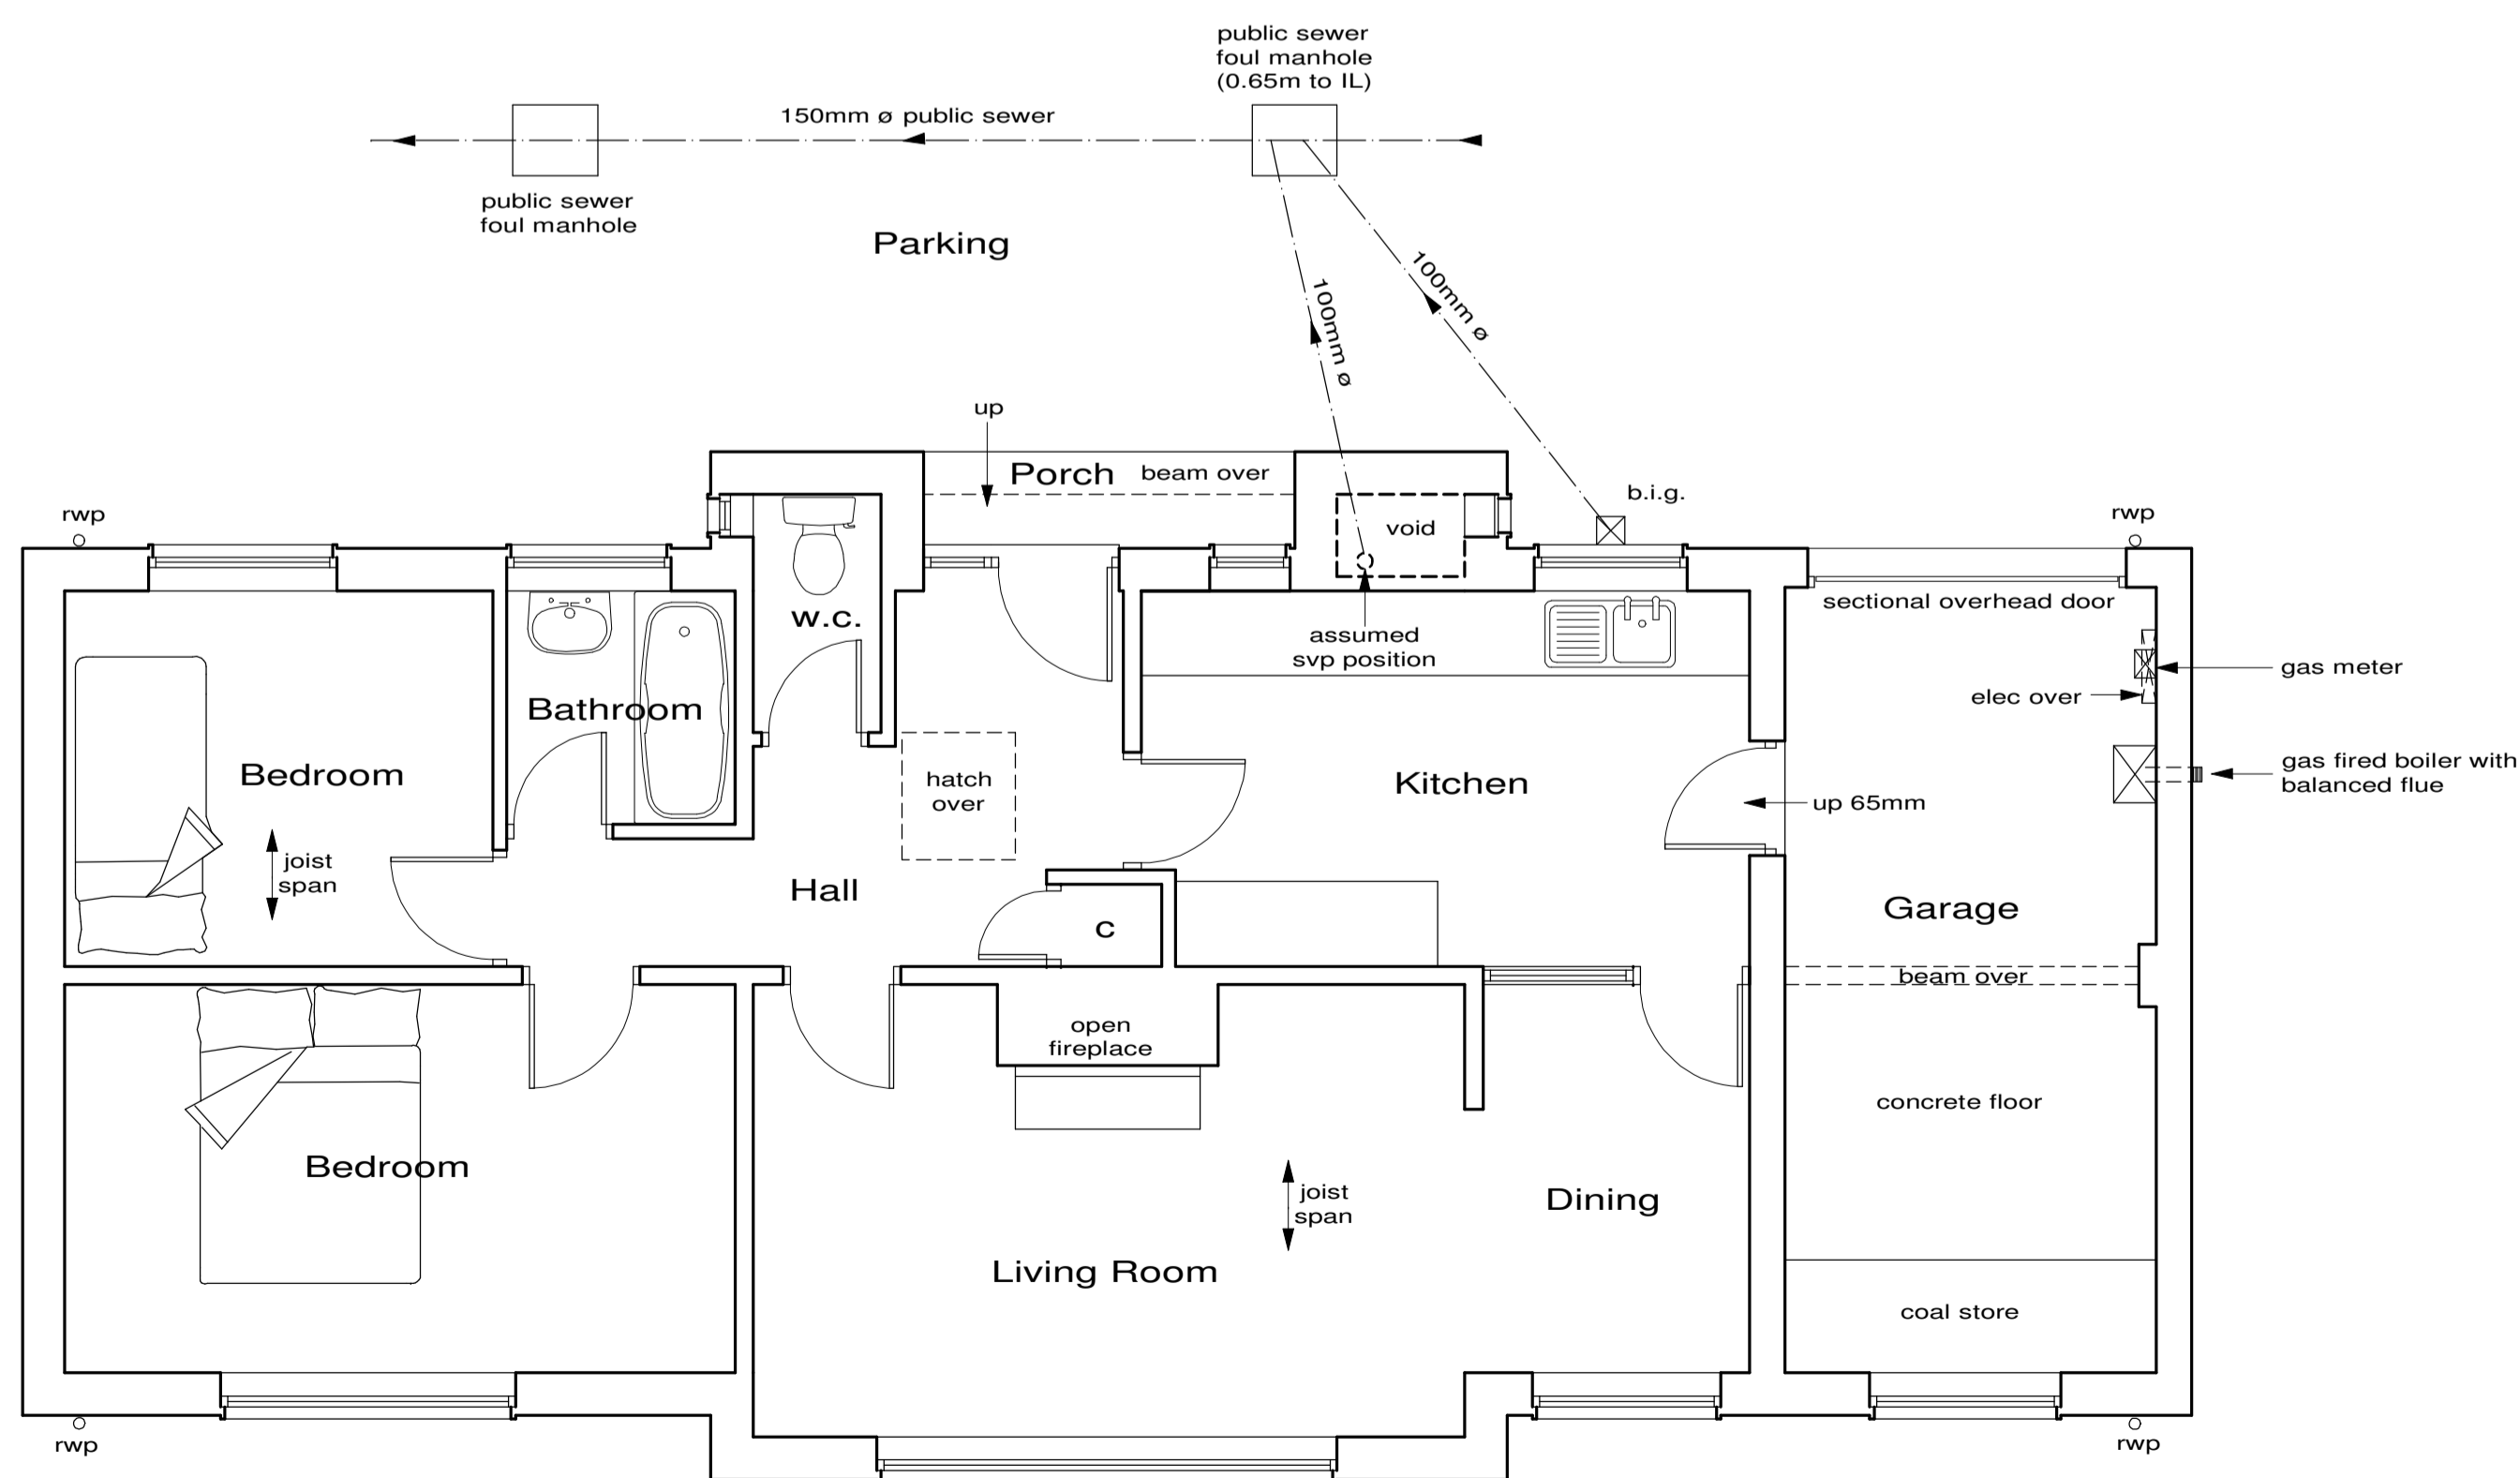 public sewer
foul manhole
(0.65m to IL)
150mm ø public sewer
public sewer
foul manhole
Parking
100mm ø
100mm ø
up
Porch
beam over
b.i.g.
rwp
rwp
void
sectional overhead door
w.c.
assumed
svp position
gas meter
elec over
Bathroom
Bedroom
hatch
over
Kitchen
gas fired boiler with
balanced flue
up 65mm
joist
span
Hall
Garage
c
beam over
open
fireplace
concrete floor
Bedroom
joist
span
Dining
Living Room
coal store
rwp
rwp